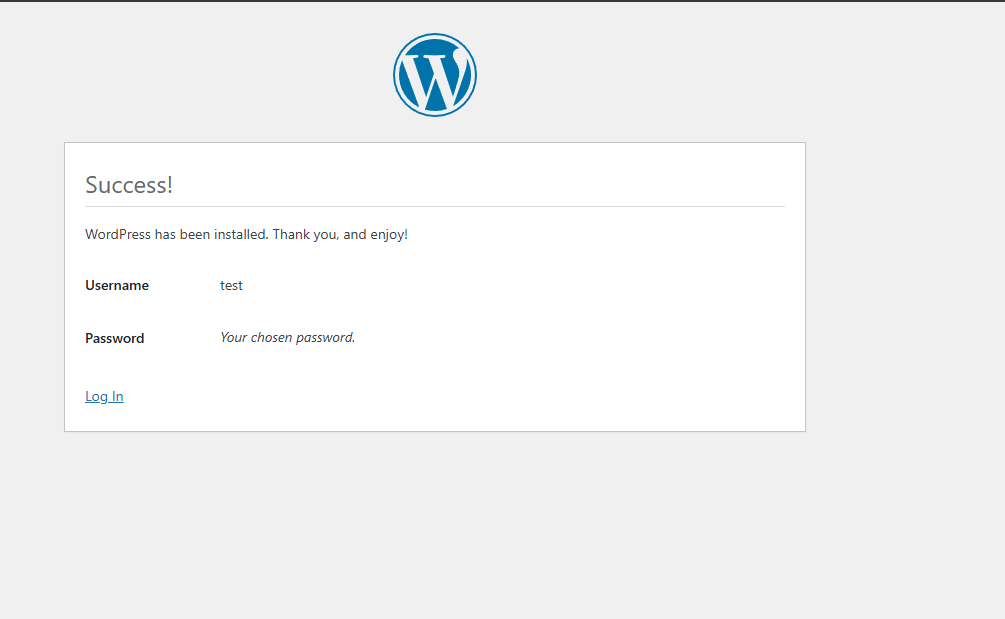 Success!
WordPress has been installed. Thank you, and enjoy!
Username test
Password Your chosen password.
Log In